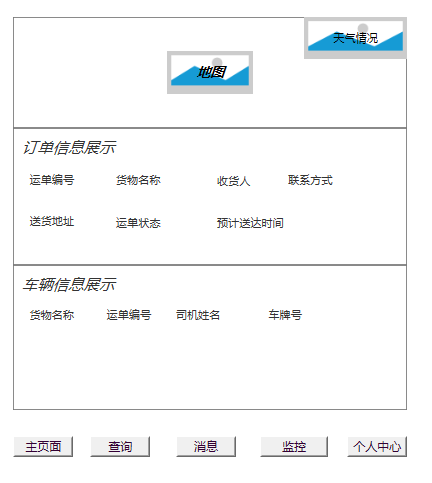 天气情况
地图
订单信息展示
运单编号 货物名称 收货人 联系方式
送货地址 运单状态 预计送达时间
车辆信息展示
货物名称 运单编号 司机姓名 车牌号
主页面 查询 消息 监控 个人中心